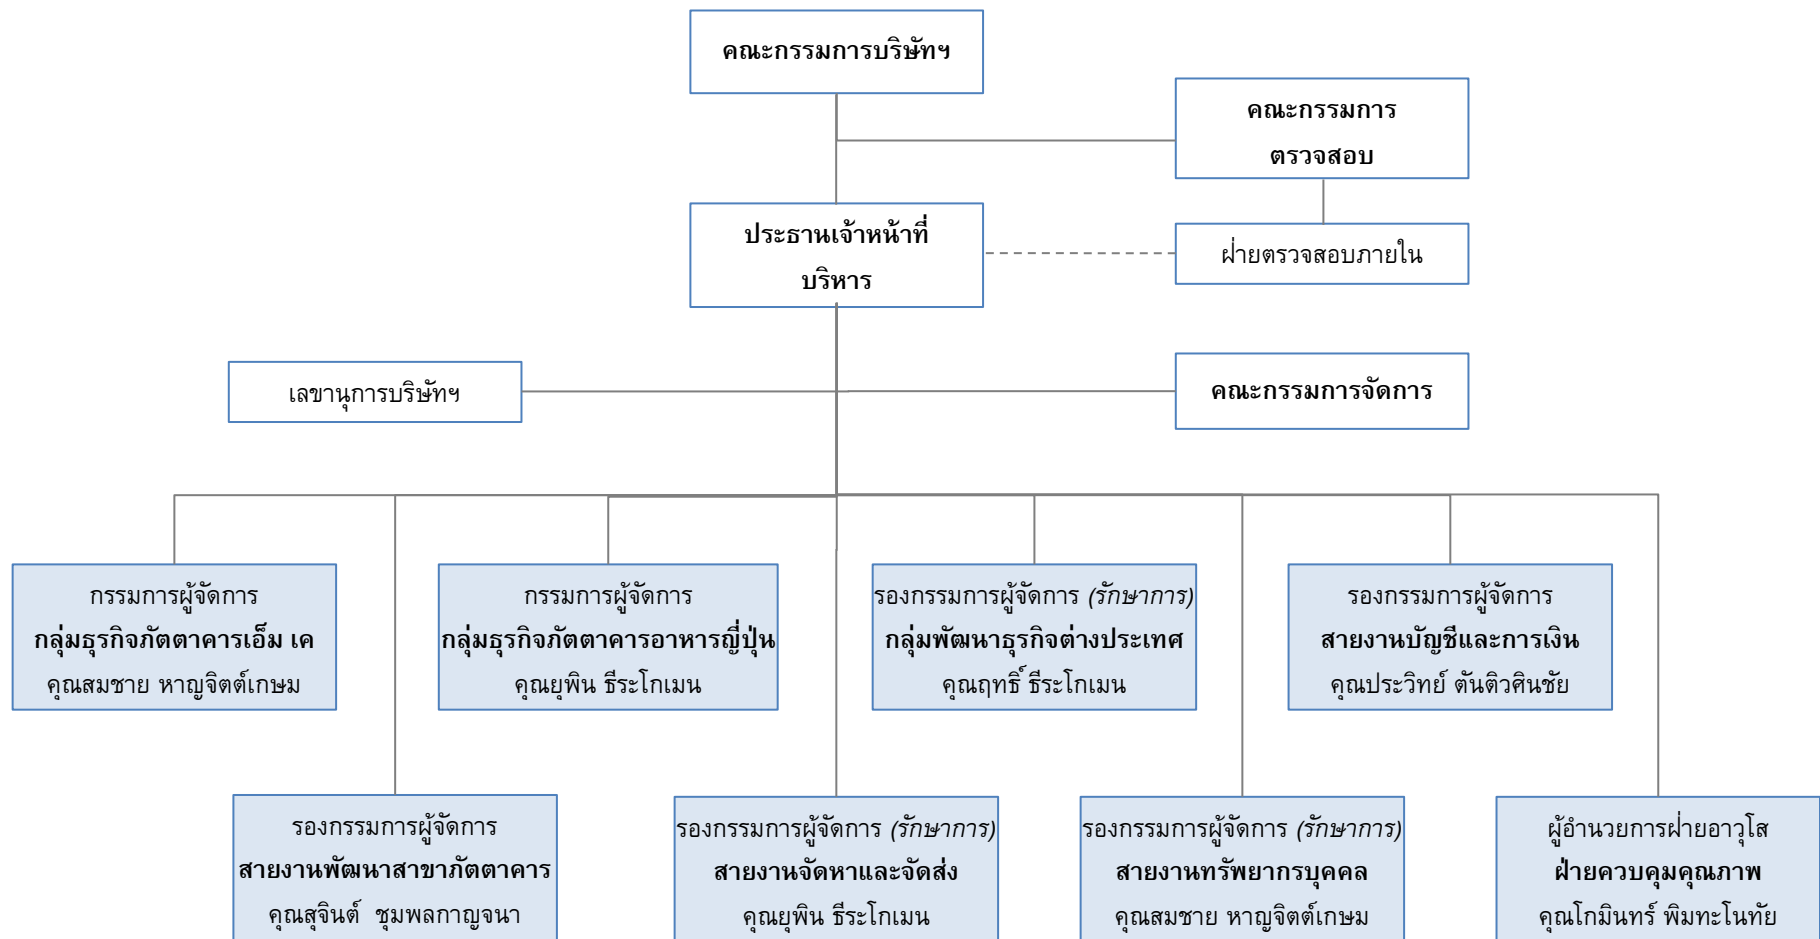 คณะกรรมการบริษัทฯ
คณะกรรมการ
ตรวจสอบ
ประธานเจ้าหน้าที่
บริหาร
ฝ่ายตรวจสอบภายใน
เลขานุการบริษัทฯ
คณะกรรมการจัดการ
กรรมการผู้จัดการ
กลุ่มธุรกิจภัตตาคารเอ็ม เค
คุณสมชาย หาญจิตต์เกษม
กรรมการผู้จัดการ
กลุ่มธุรกิจภัตตาคารอาหารญี่ปุ่น
คุณยุพิน ธีระโกเมน
รองกรรมการผู้จัดการ (รักษาการ)
กลุ่มพัฒนาธุรกิจต่างประเทศ
คุณฤทธิ์ ธีระโกเมน
รองกรรมการผู้จัดการ
สายงานบัญชีและการเงิน
คุณประวิทย์ ตันติวศินชัย
รองกรรมการผู้จัดการ
สายงานพัฒนาสาขาภัตตาคาร
คุณสุจินต์ ชุมพลกาญจนา
รองกรรมการผู้จัดการ (รักษาการ)
สายงานจัดหาและจัดส่ง
คุณยุพิน ธีระโกเมน
รองกรรมการผู้จัดการ (รักษาการ)
สายงานทรัพยากรบุคคล
คุณสมชาย หาญจิตต์เกษม
ผู้อำนวยการฝ่ายอาวุโส
ฝ่ายควบคุมคุณภาพ
คุณโกมินทร์ พิมทะโนทัย